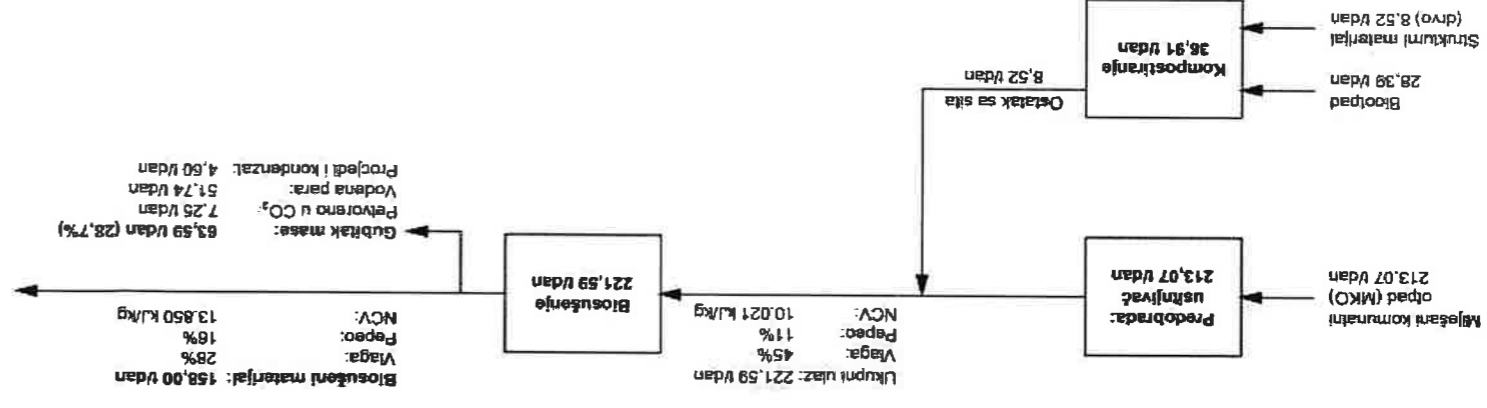 Miješani komunalni
otpad (MKO)
213.07 t/dan
Predobrada:
usitnjivač
213,07 t/dan
Ukupni ulaz: 221,59 t/dan
Vlaga: 45%
Pepeo: 11%
NCV: 10.021 kJ/kg
Biosušenje
221,59 t/dan
Biosušeni materijal: 158,00 t/dan
Vlaga: 28%
Pepeo: 16%
NCV: 13.850 kJ/kg
Gubitak mase: 63,59 t/dan (28,7%)
Petvoreno u CO₂: 7,25 t/dan
Vodena para: 51,74 t/dan
Procjedi i kondenzat: 4,60 t/dan
Biootpad
28,39 t/dan
Strukturni materijal
(drvo) 8.52 t/dan
Kompostiranje
36,91 t/dan
Ostatak sa sita
8,52 t/dan